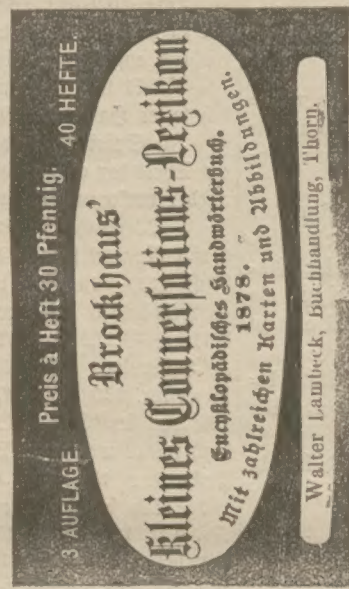 Preis à Heft 30 Pfennig.
3. AUFLAGE. 40 HEFTE.
Brockhaus'
Kleines Conversations-Lexikon
Encyklopädisches Handwörterbuch.
1878.
Mit zahlreichen Karten und Abbildungen.
Walter Lambeck, Buchhandlung, Thorn.